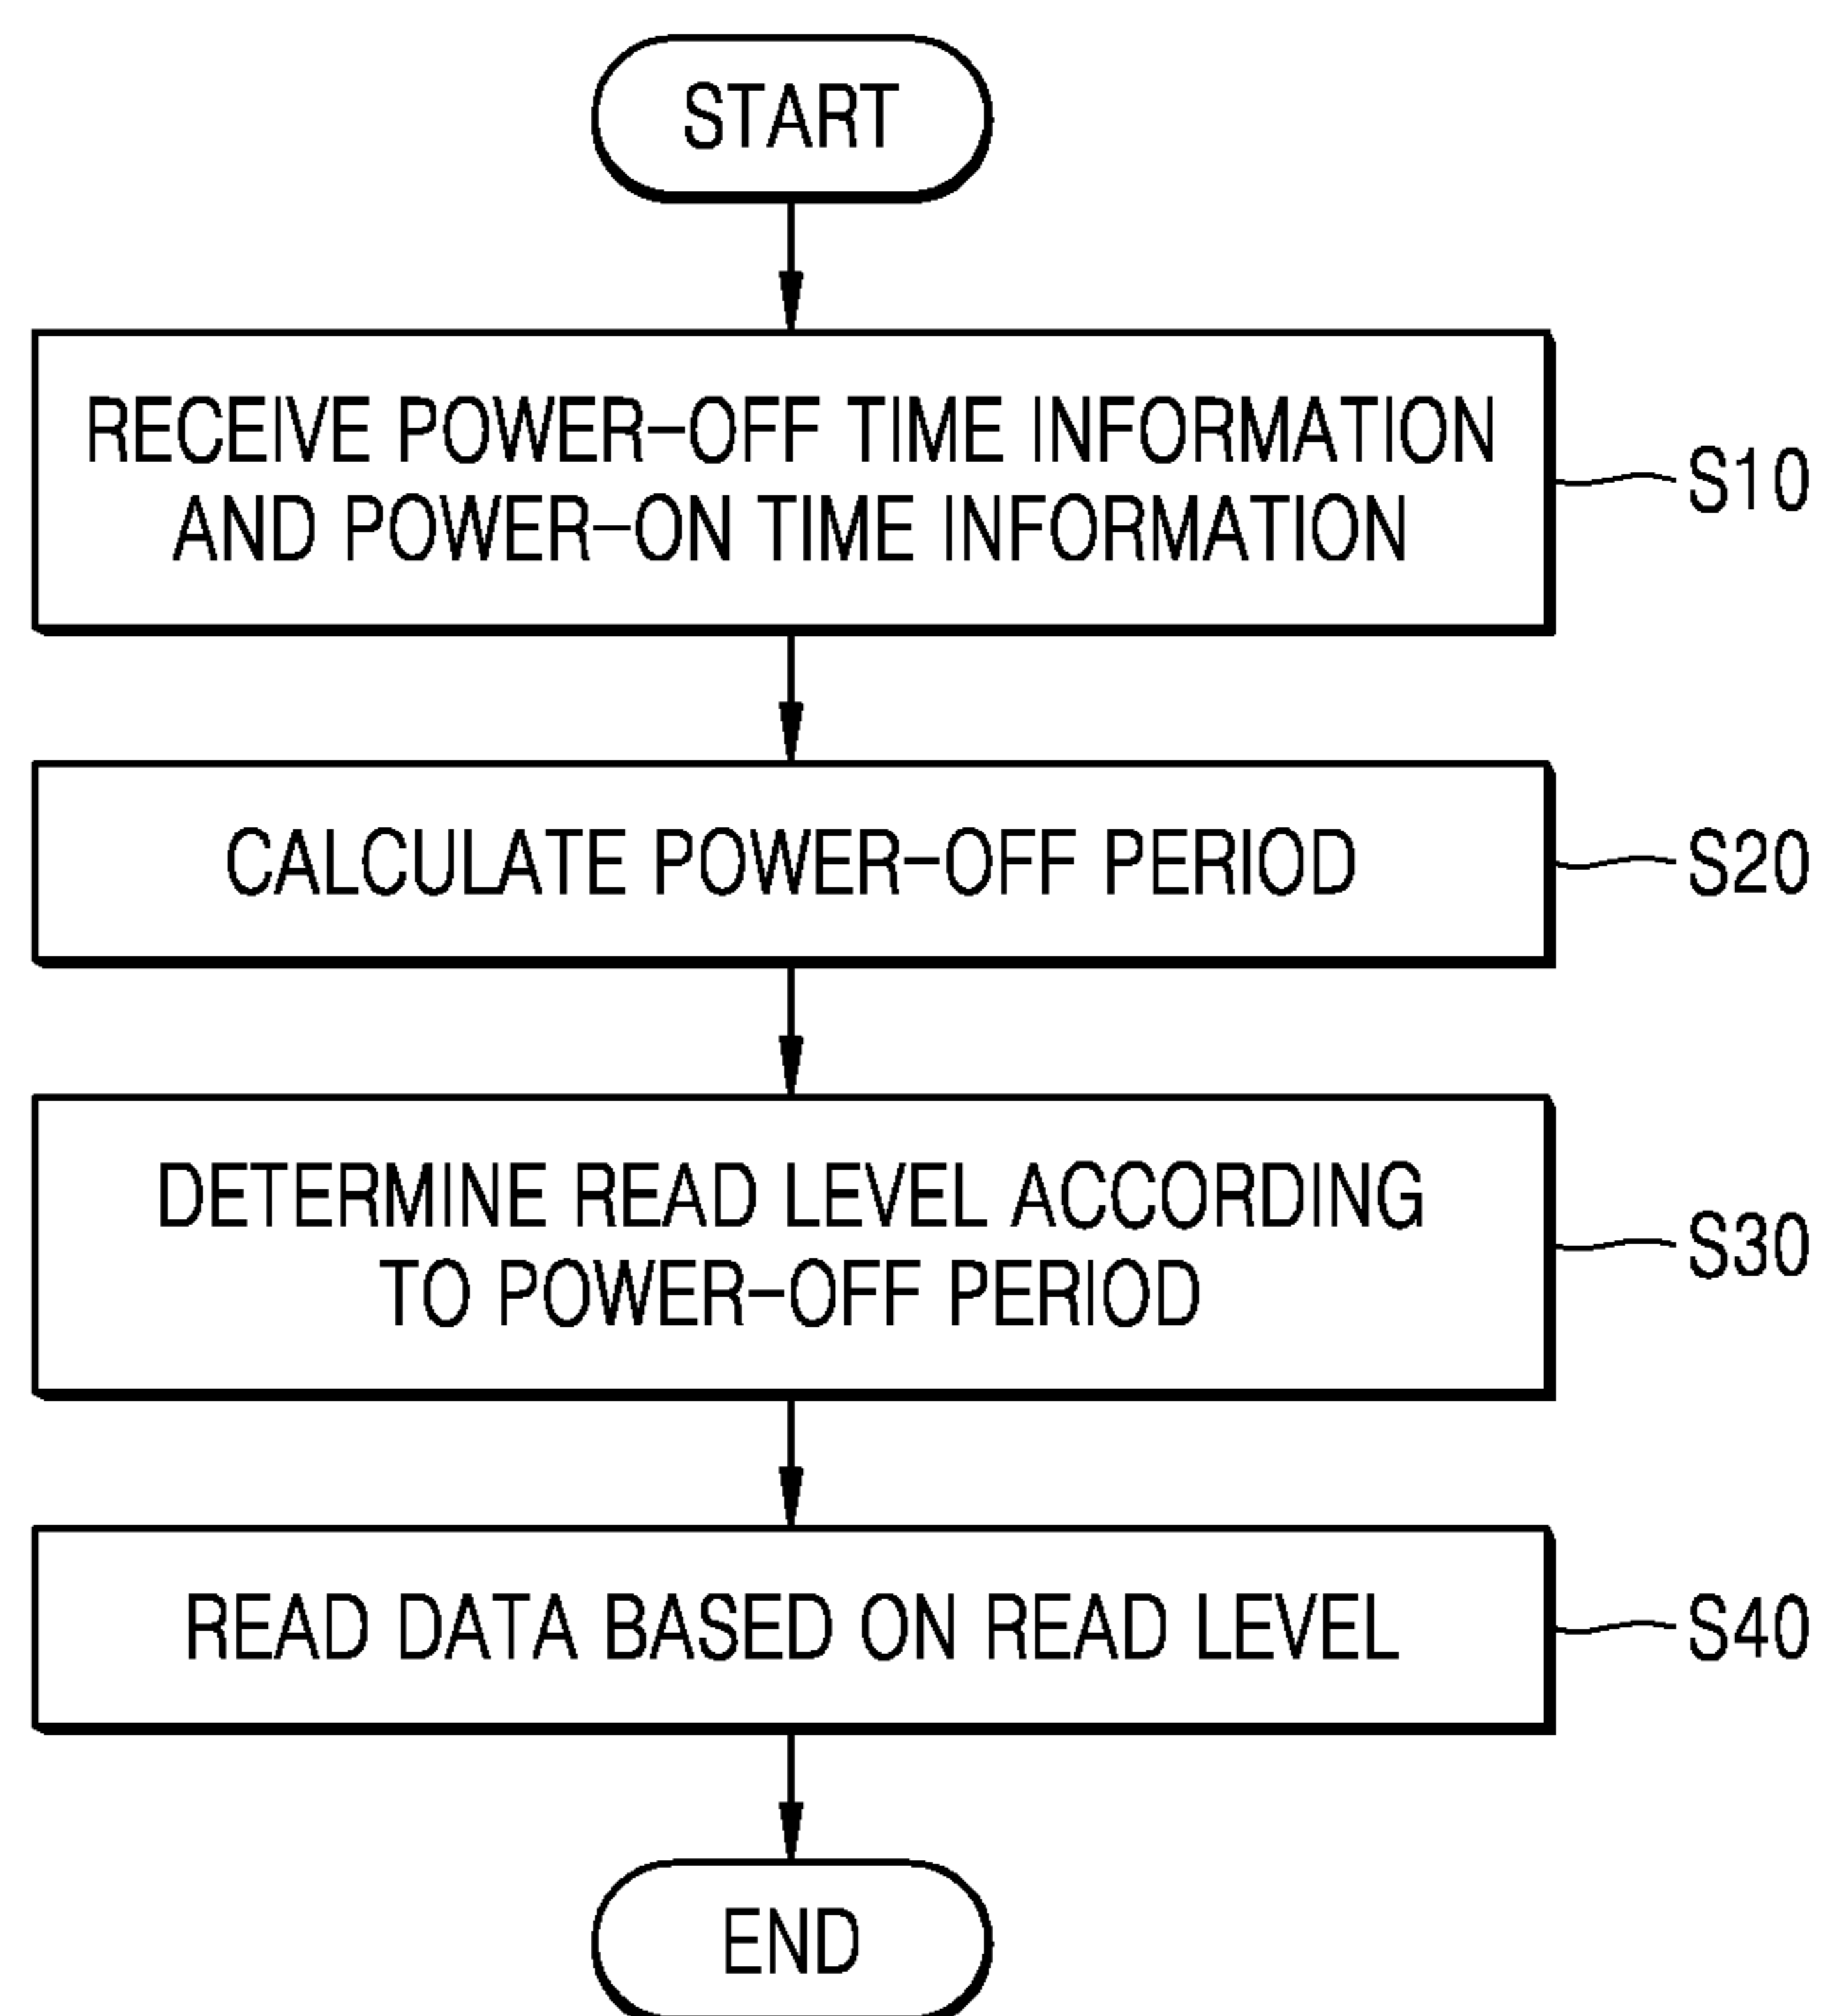 START
RECEIVE POWER-OFF TIME INFORMATION
AND POWER-ON TIME INFORMATION
S10
CALCULATE POWER-OFF PERIOD
S20
DETERMINE READ LEVEL ACCORDING
TO POWER-OFF PERIOD
S30
READ DATA BASED ON READ LEVEL
S40
END